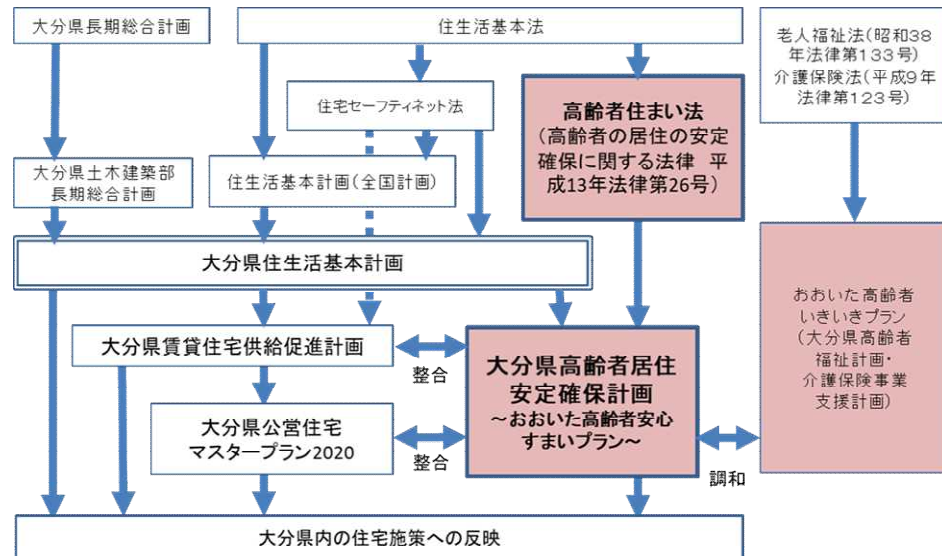 大分県長期総合計画
住生活基本法
老人福祉法(昭和38
年法律第133号)
介護保険法(平成9年
法律第123号)
住宅セーフティネット法
高齢者住まい法
(高齢者の居住の安定
確保に関する法律 平
成13年法律第26号)
大分県土木建築部
長期総合計画
住生活基本計画(全国計画)
大分県住生活基本計画
おおいた高齢者
いきいきプラン
(大分県高齢者
福祉計画・
介護保険事業
支援計画)
大分県賃貸住宅供給促進計画
整合
大分県高齢者居住
安定確保計画
~おおいた高齢者安心
すまいプラン~
大分県公営住宅
マスタープラン2020
整合
調和
大分県内の住宅施策への反映